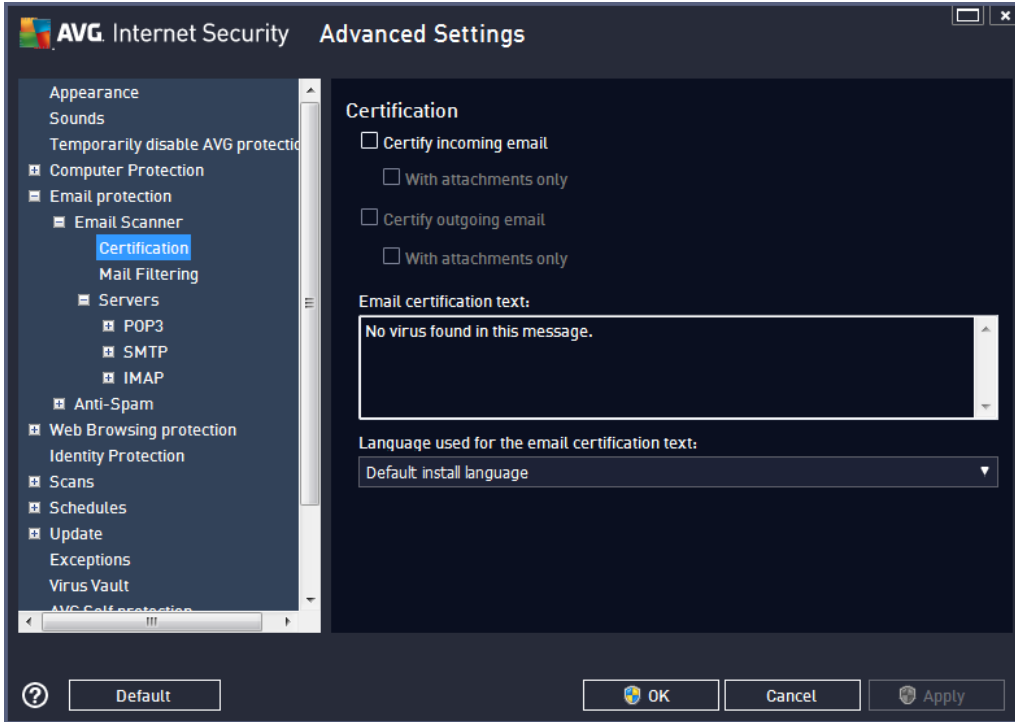 AVG. Internet Security Advanced Settings
Appearance
Sounds
Temporarily disable AVG protectio
Computer Protection
Email protection
Email Scanner
Certification
Mail Filtering
Servers
POP3
SMTP
IMAP
Anti-Spam
Web Browsing protection
Identity Protection
Scans
Schedules
Update
Exceptions
Virus Vault
AVG Self protection
Certification
Certify incoming email
With attachments only
Certify outgoing email
With attachments only
Email certification text:
No virus found in this message.
Language used for the email certification text:
Default install language
Default
OK
Cancel
Apply